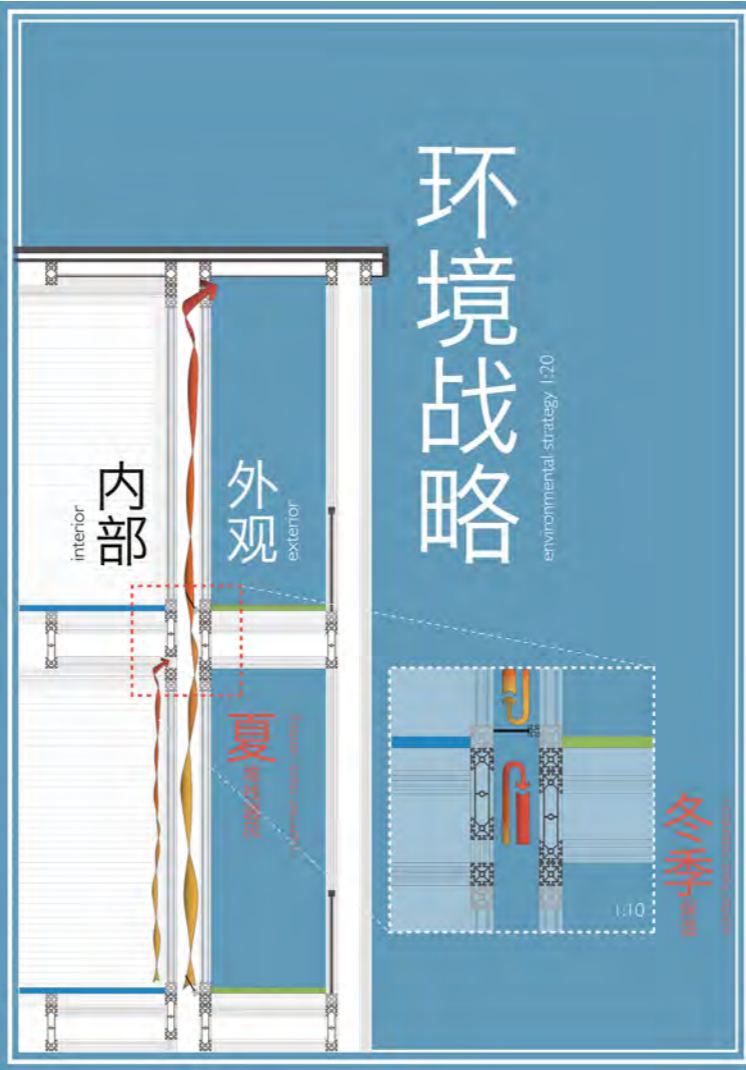 环境战略
environmental strategy 1:20
内部
interior
外观
exterior
夏
冬季
1:10